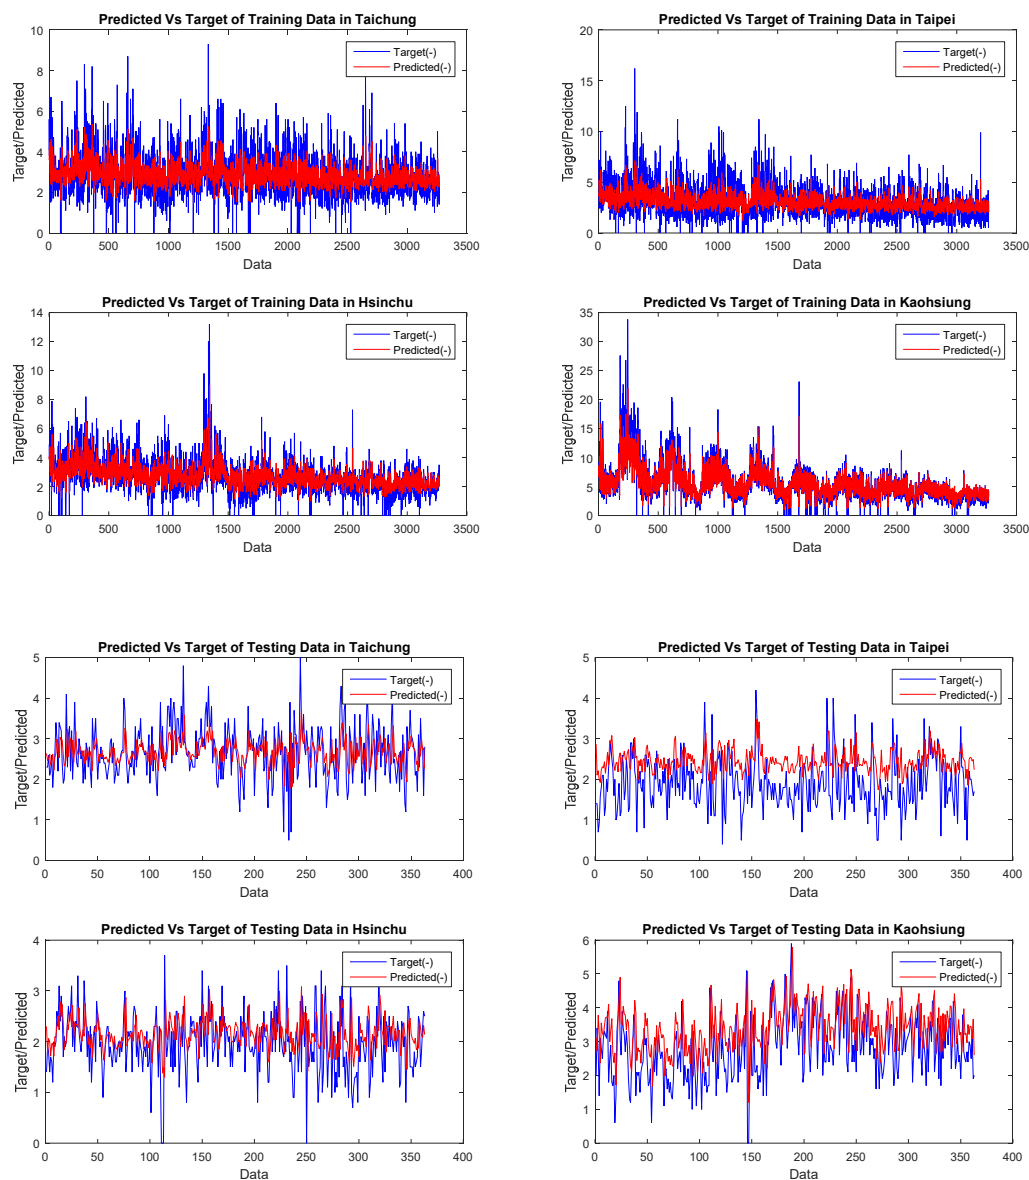 Predicted Vs Target of Training Data in Taichung
10
8
6
4
2
0
Target/Predicted
Target(-)
Predicted(-)
0 500 1000 1500 2000 2500 3000 3500
Data
Predicted Vs Target of Training Data in Taipei
20
15
10
5
0
Target/Predicted
Target(-)
Predicted(-)
0 500 1000 1500 2000 2500 3000 3500
Data
Predicted Vs Target of Training Data in Hsinchu
14
12
10
8
6
4
2
0
Target/Predicted
Target(-)
Predicted(-)
0 500 1000 1500 2000 2500 3000 3500
Data
Predicted Vs Target of Training Data in Kaohsiung
35
30
25
20
15
10
5
0
Target/Predicted
Target(-)
Predicted(-)
0 500 1000 1500 2000 2500 3000 3500
Data
Predicted Vs Target of Testing Data in Taichung
5
4
3
2
1
0
Target/Predicted
Target(-)
Predicted(-)
0 50 100 150 200 250 300 350 400
Data
Predicted Vs Target of Testing Data in Taipei
5
4
3
2
1
0
Target/Predicted
Target(-)
Predicted(-)
0 50 100 150 200 250 300 350 400
Data
Predicted Vs Target of Testing Data in Hsinchu
4
3
2
1
0
Target/Predicted
Target(-)
Predicted(-)
0 50 100 150 200 250 300 350 400
Data
Predicted Vs Target of Testing Data in Kaohsiung
6
5
4
3
2
1
0
Target/Predicted
Target(-)
Predicted(-)
0 50 100 150 200 250 300 350 400
Data